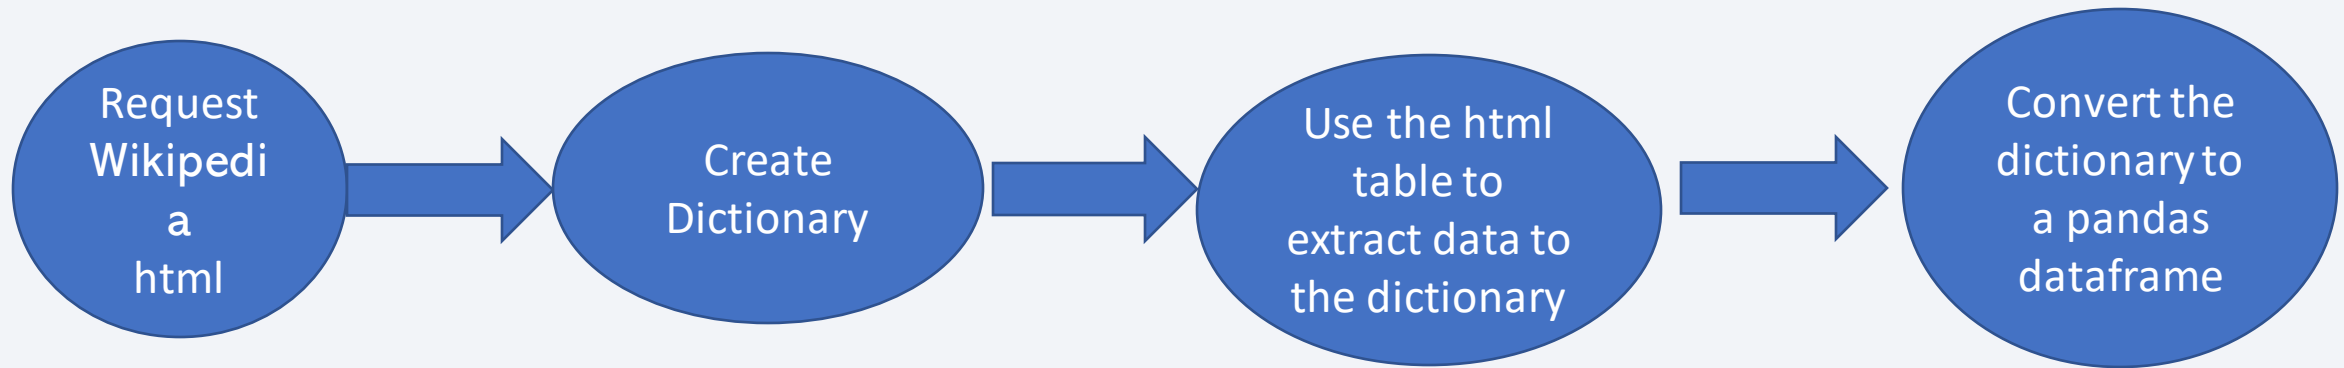 Request
Wikipedi
a
html
Create
Dictionary
Use the html
table to
extract data to
the dictionary
Convert the
dictionary to
a pandas
dataframe